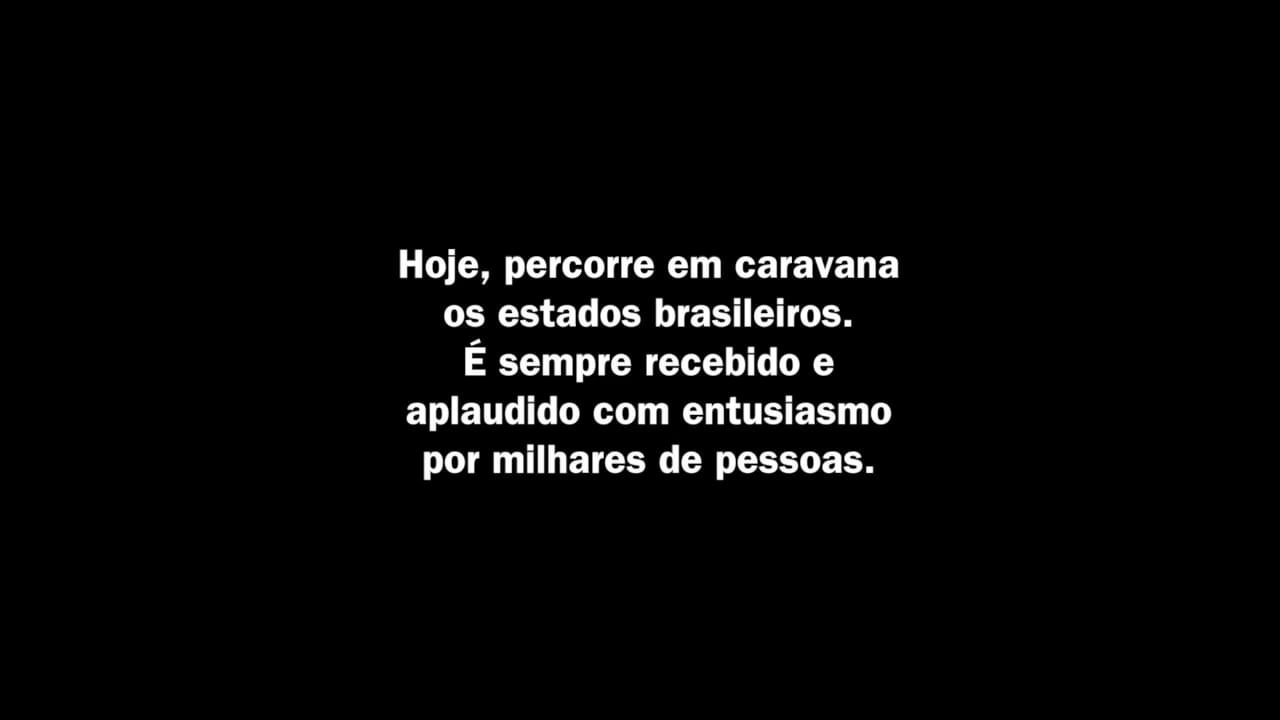 Hoje, percorre em caravana
os estados brasileiros.
É sempre recebido e
aplaudido com entusiasmo
por milhares de pessoas.